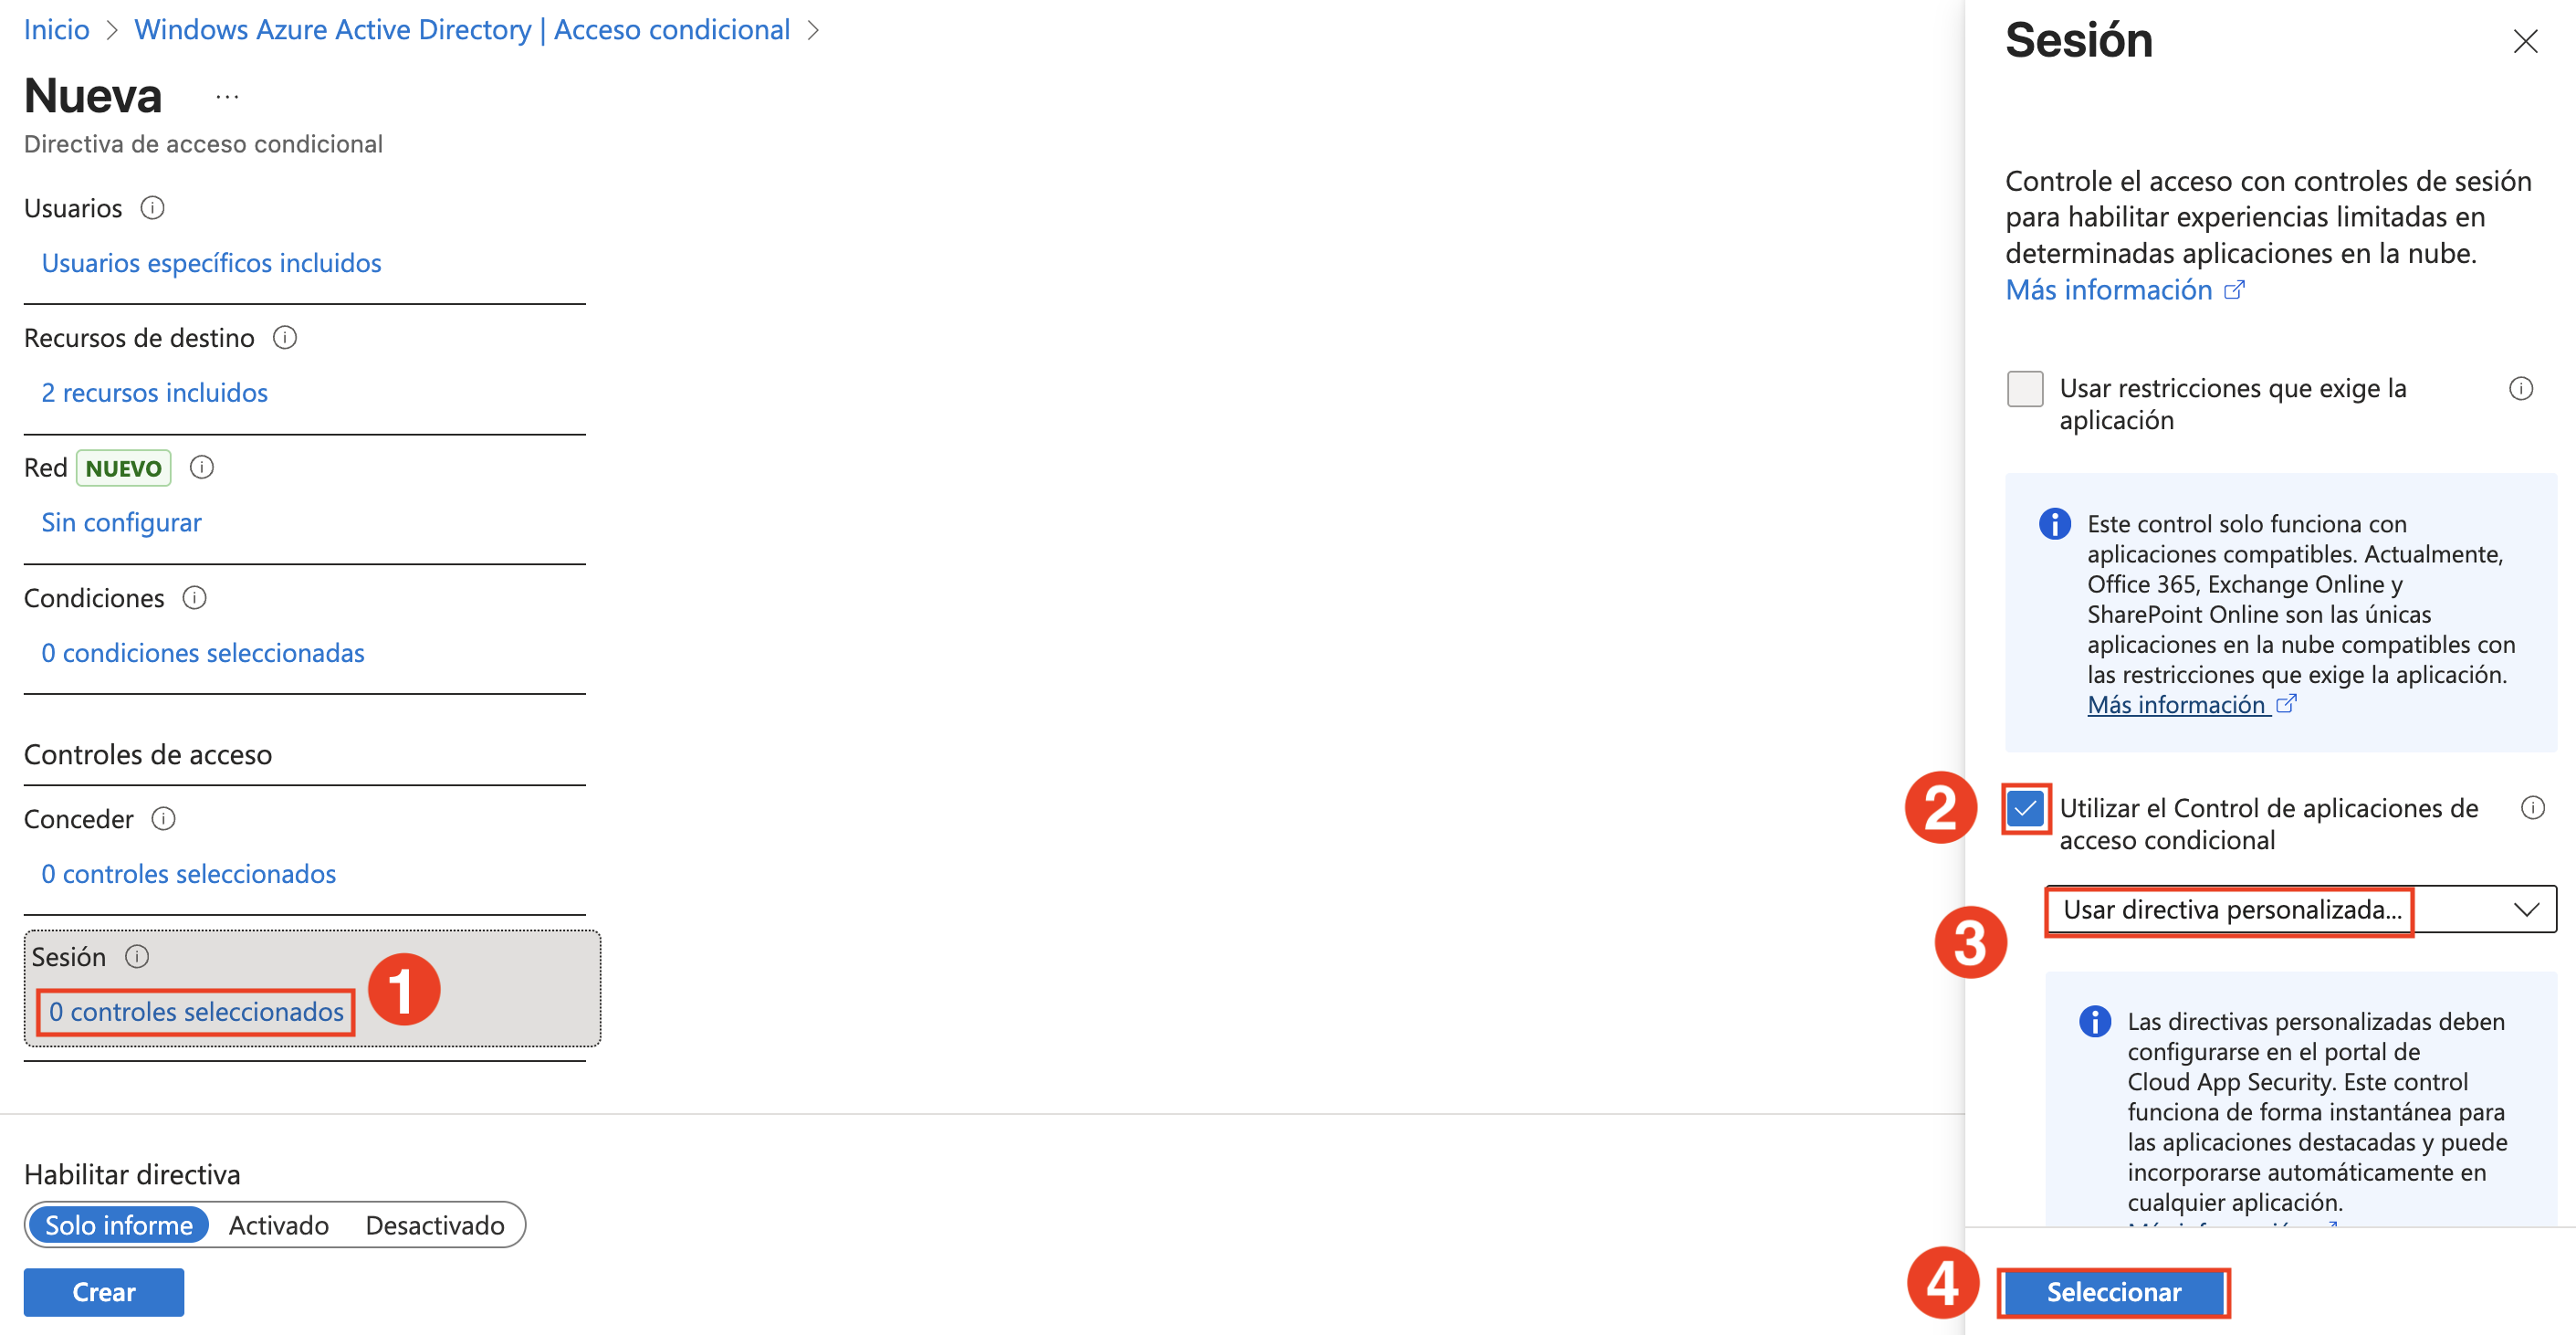 Inicio > Windows Azure Active Directory | Acceso condicional >
Nueva ...
Directiva de acceso condicional
Usuarios
Usuarios específicos incluidos
Recursos de destino
2 recursos incluidos
Red NUEVO
Sin configurar
Condiciones
0 condiciones seleccionadas
Controles de acceso
Conceder
0 controles seleccionados
Sesión
0 controles seleccionados
1
Habilitar directiva
Solo informe Activado Desactivado
Crear
Sesión
Controle el acceso con controles de sesión
para habilitar experiencias limitadas en
determinadas aplicaciones en la nube.
Más información
Usar restricciones que exige la
aplicación
Este control solo funciona con
aplicaciones compatibles. Actualmente,
Office 365, Exchange Online y
SharePoint Online son las únicas
aplicaciones en la nube compatibles con
las restricciones que exige la aplicación.
Más información
2
Utilizar el Control de aplicaciones de
acceso condicional
3
Usar directiva personalizada...
Las directivas personalizadas deben
configurarse en el portal de
Cloud App Security. Este control
funciona de forma instantánea para
las aplicaciones destacadas y puede
incorporarse automáticamente en
cualquier aplicación.
4
Seleccionar